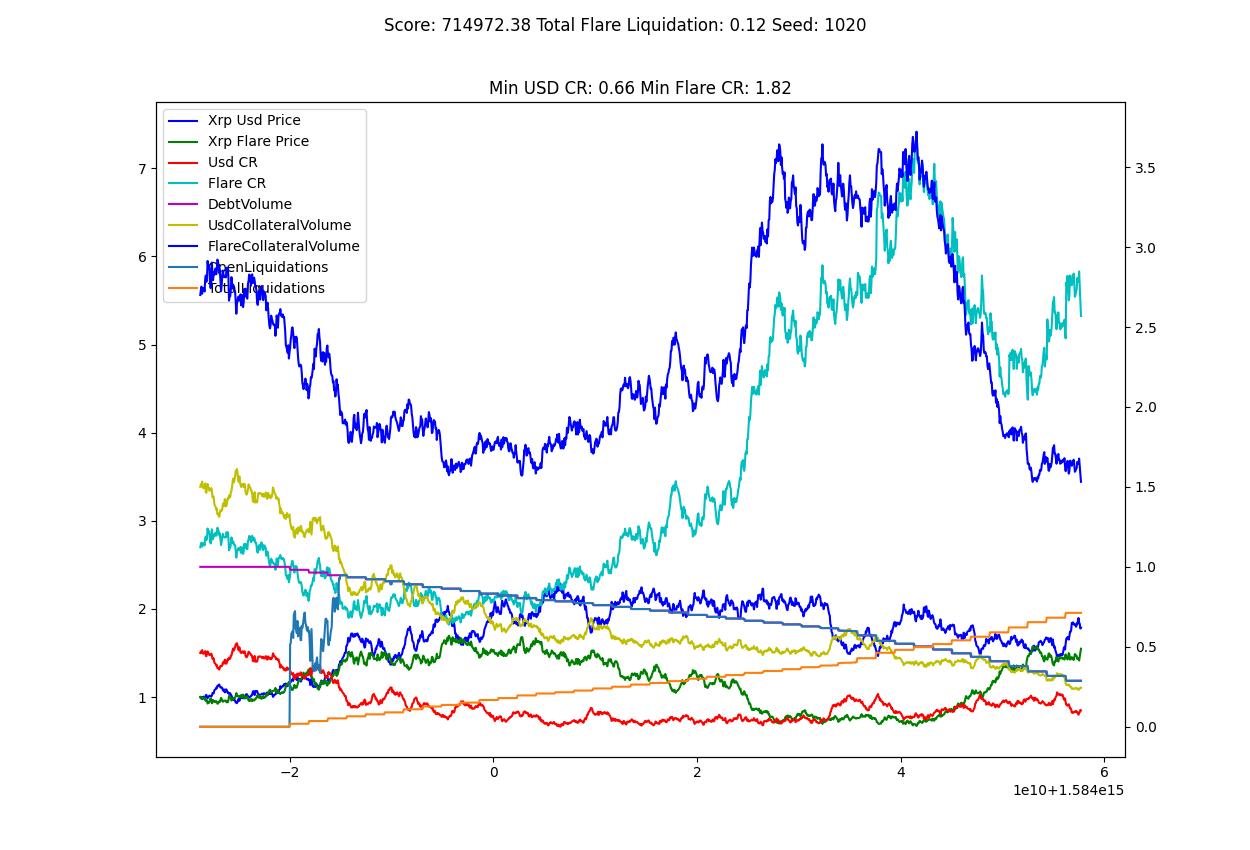 Score: 714972.38 Total Flare Liquidation: 0.12 Seed: 1020
Min USD CR: 0.66 Min Flare CR: 1.82
Xrp Usd Price
Xrp Flare Price
Usd CR
Flare CR
DebtVolume
UsdCollateralVolume
FlareCollateralVolume
OpenLiquidations
TotalLiquidations
7
6
5
4
3
2
1
3.5
3.0
2.5
2.0
1.5
1.0
0.5
0.0
−2
0
2
4
6
1e10+1.584e15